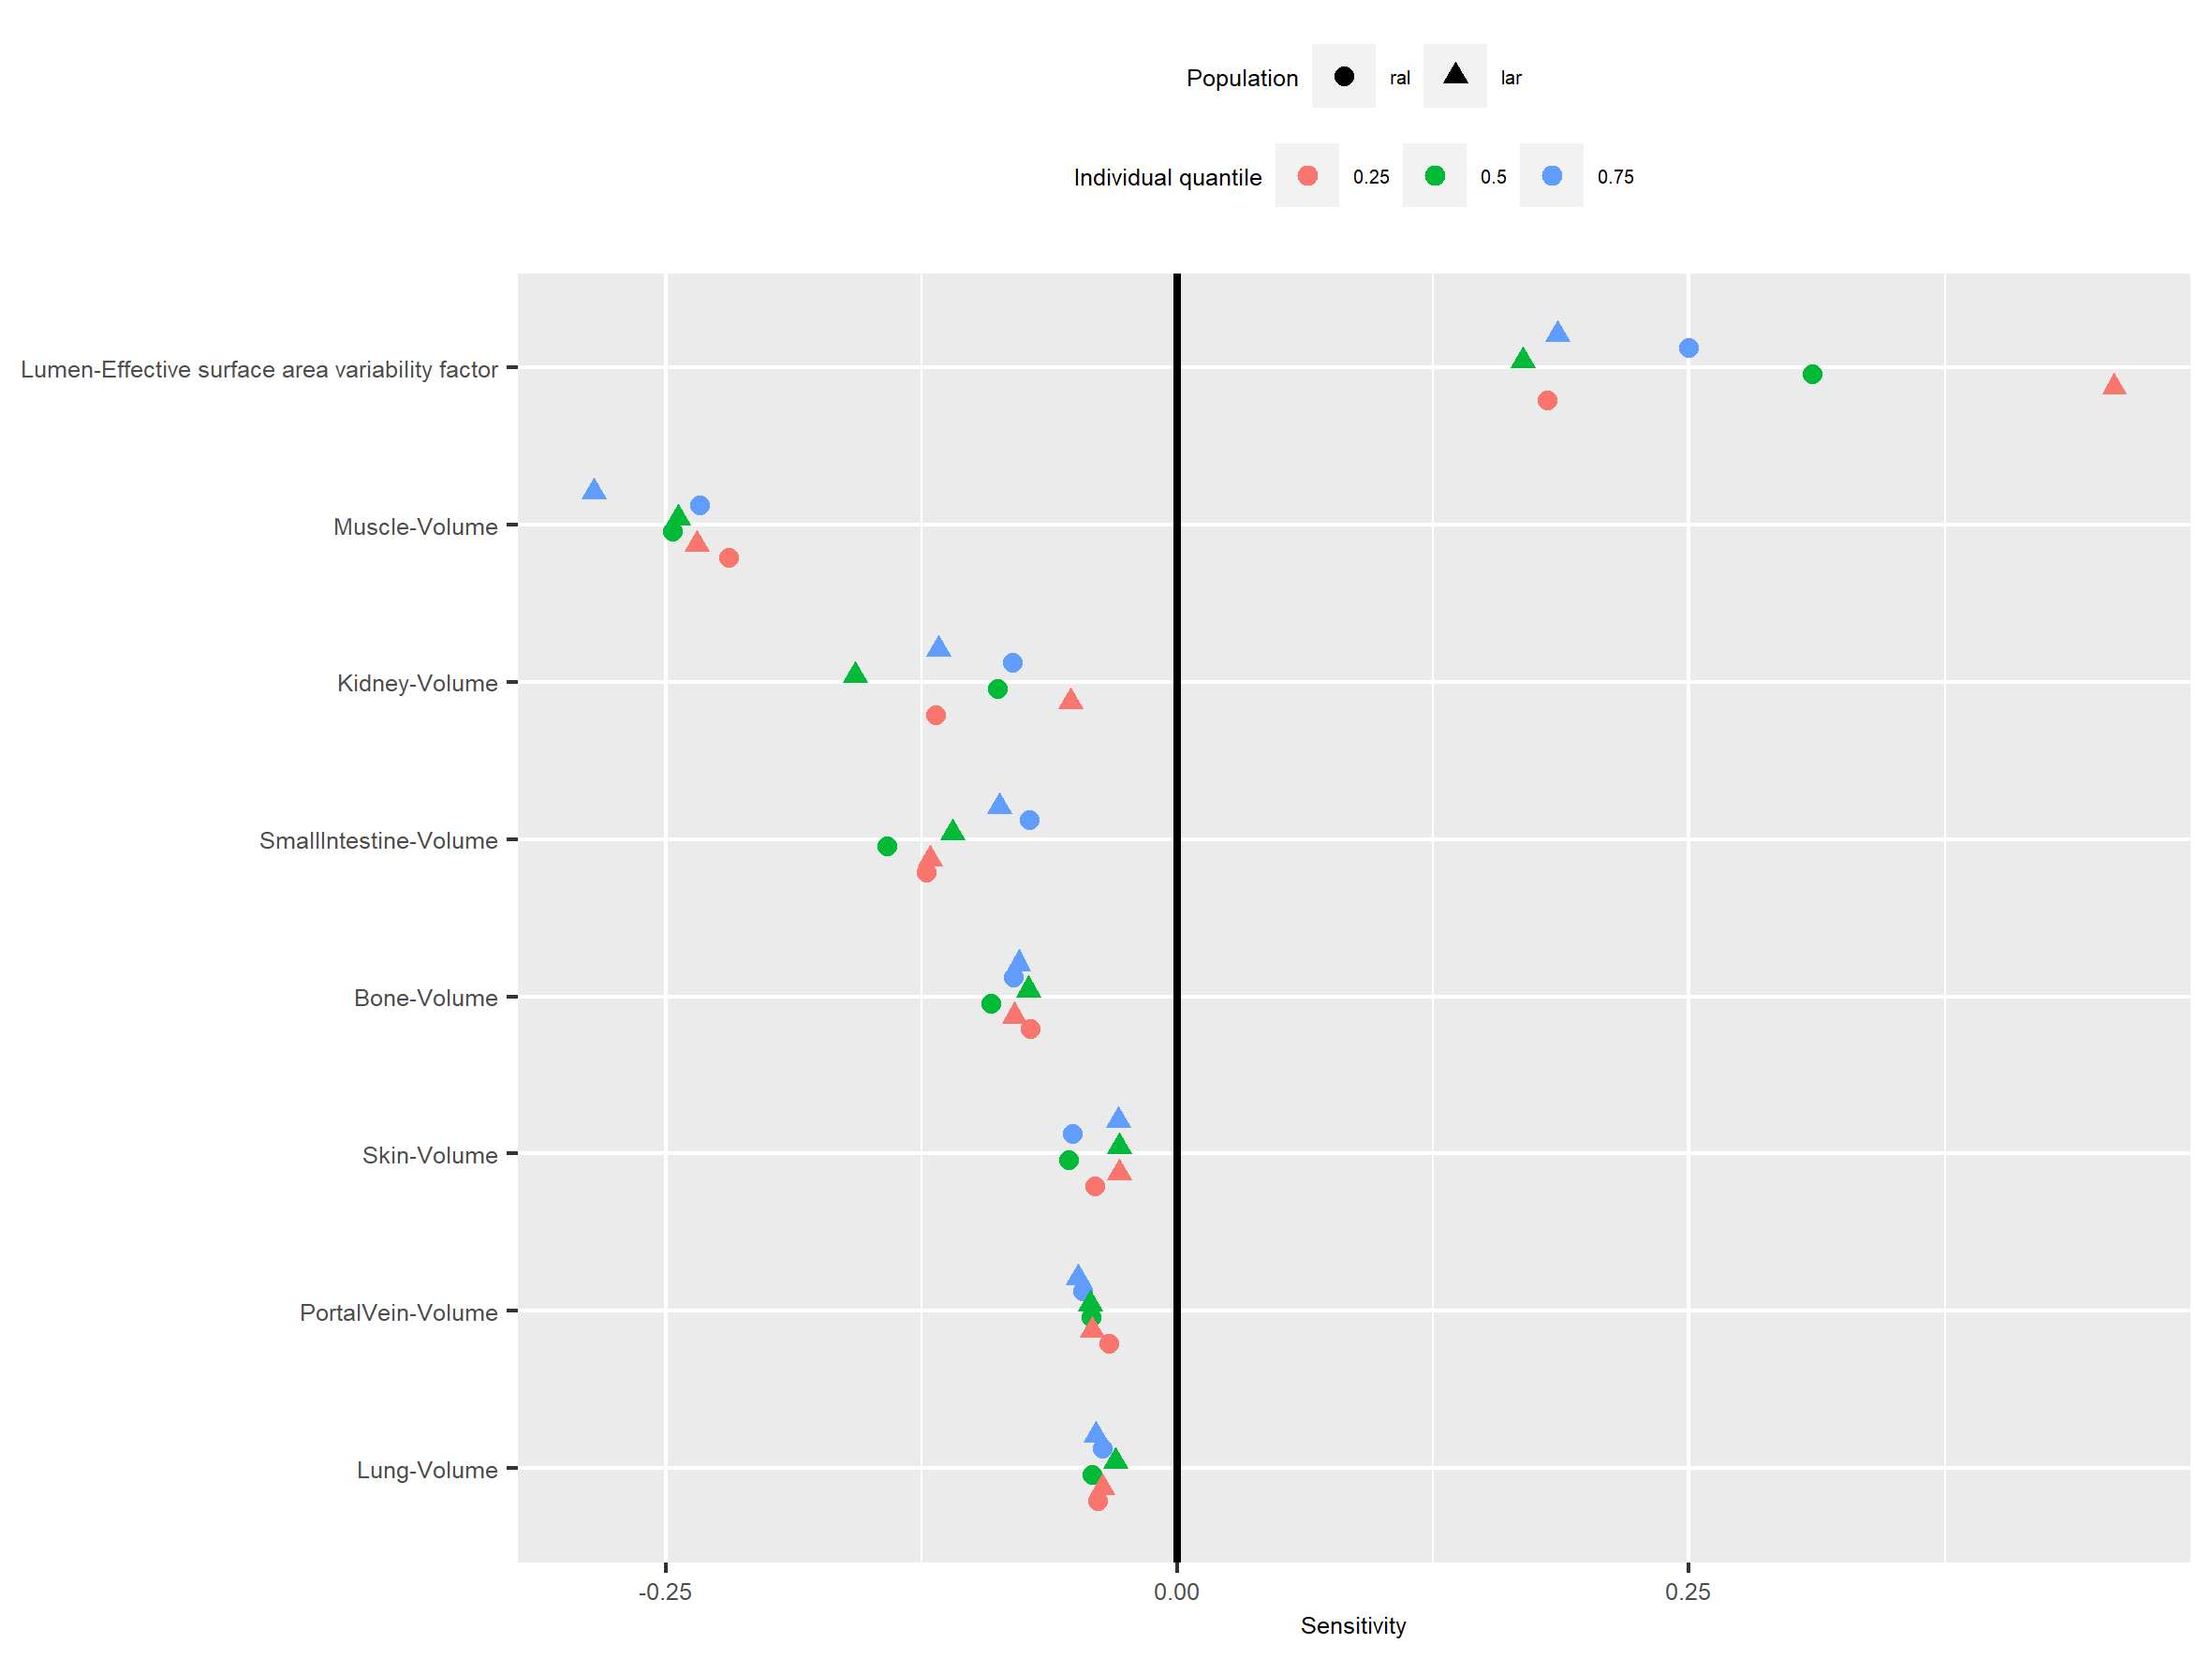 Population ral lar
Individual quantile 0.25 0.5 0.75
Lumen-Effective surface area variability factor
Muscle-Volume
Kidney-Volume
SmallIntestine-Volume
Bone-Volume
Skin-Volume
PortalVein-Volume
Lung-Volume
-0.25 0.00 0.25
Sensitivity